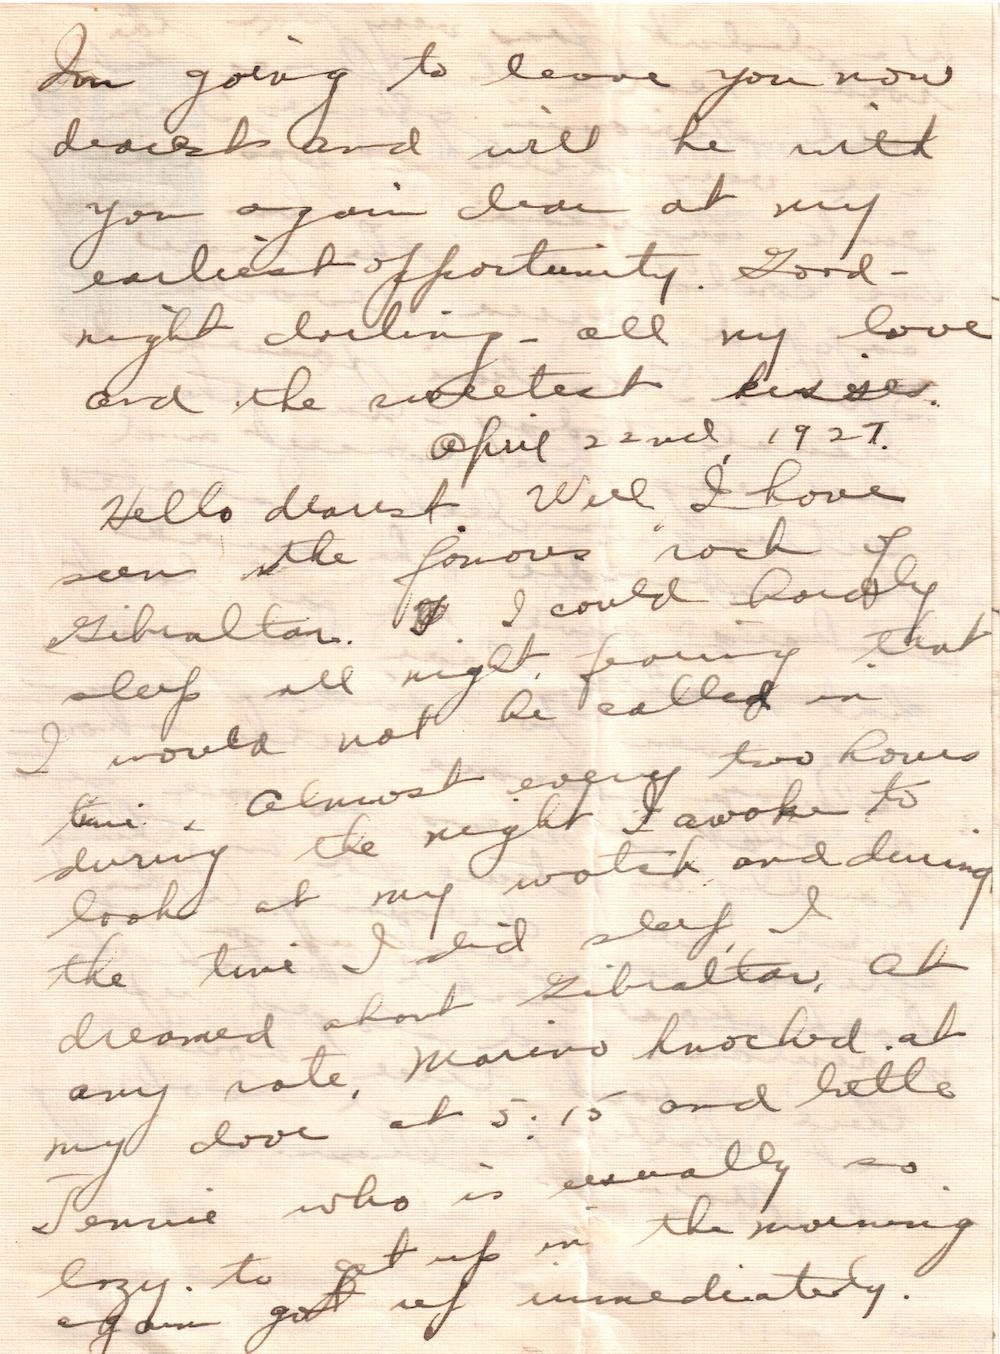 Im going to leave you now
dearest and will be with
you again dear at my
earliest opportunity. Good-
night darling - all my love
and the sweetest kisses.
April 22nd, 1927.
Hello dearest. Well I have
seen the famous "rock of
Gibraltar. I could hardly
sleep all night, fearing that
I would not be called in
time. Almost every two hours
during the night I awoke to
look at my watch and during
the time I did sleep, I
dreamed about Gibraltar. At
any rate, Marino knocked at
my door at 5:15 and little
Jennie who is usually so
lazy to get up in the morning
again got up immediately.